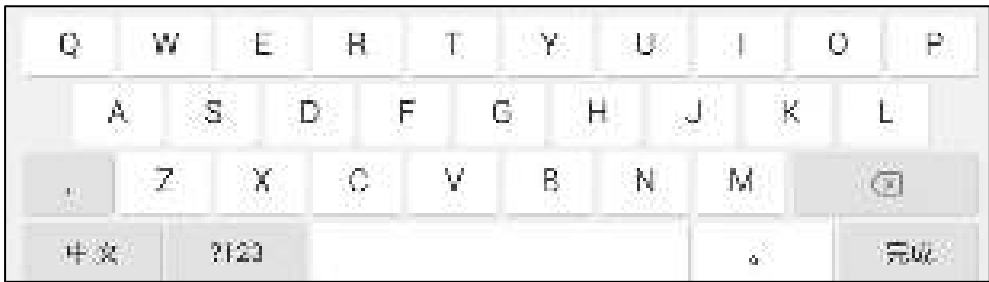 Q W E R T Y U I O P
A S D F G H J K L
, Z X C V B N M
中文 ?123 。 完成